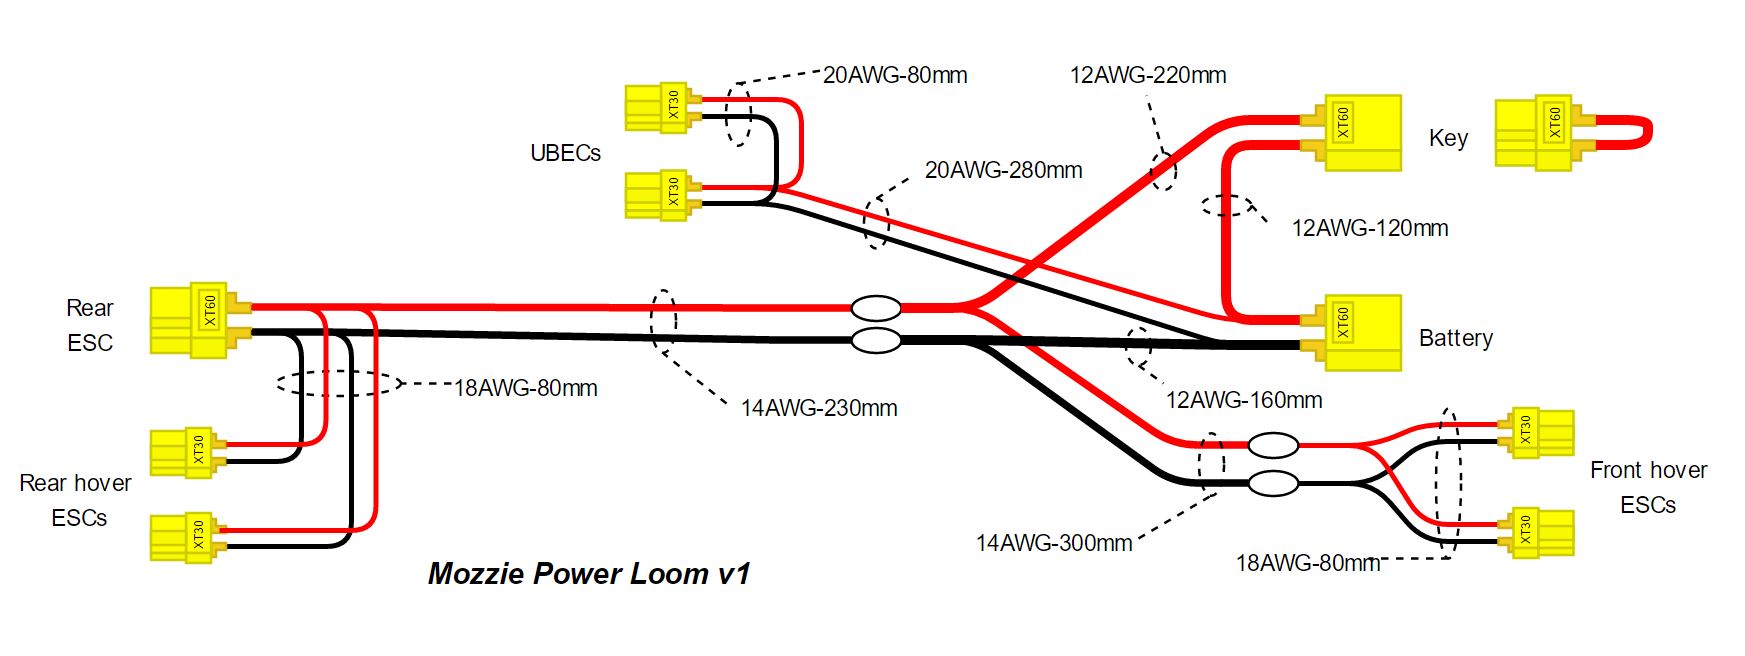 20AWG-80mm
12AWG-220mm
XT30
XT60
XT60
Key
UBECs
20AWG-280mm
XT30
12AWG-120mm
Rear
ESC
XT60
XT60
Battery
18AWG-80mm
14AWG-230mm
12AWG-160mm
Rear hover
ESCs
XT30
XT30
14AWG-300mm
XT30
XT30
Front hover
ESCs
18AWG-80mm
Mozzie Power Loom v1